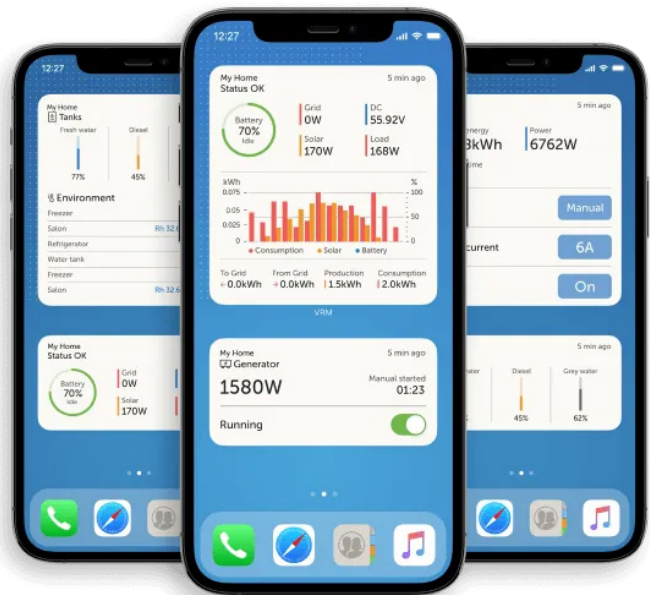 12:27
My Home
Tanks
Fresh water Diesel
77% 45%
Environment
Freezer
Salon
Refrigerator
Water tank
Freezer
Salon
My Home
Status OK
Battery
70%
Idle
Grid
0W
Solar
170W
12:27
My Home 5 min ago
Status OK
Battery
70%
Idle
Grid
0W
DC
55.92V
Solar
170W
Load
168W
kWh %
0.075 100
0.05 50
0.025
0 0
Consumption Solar Battery
To Grid From Grid Production Consumption
0.0kWh 0.0kWh 1.5kWh 2.0kWh
VRM
My Home 5 min ago
Generator
1580W
Manual started
01:23
Running
5 min ago
Power
6762W
Manual
6A
On
5 min ago
Diesel Grey water
45% 62%